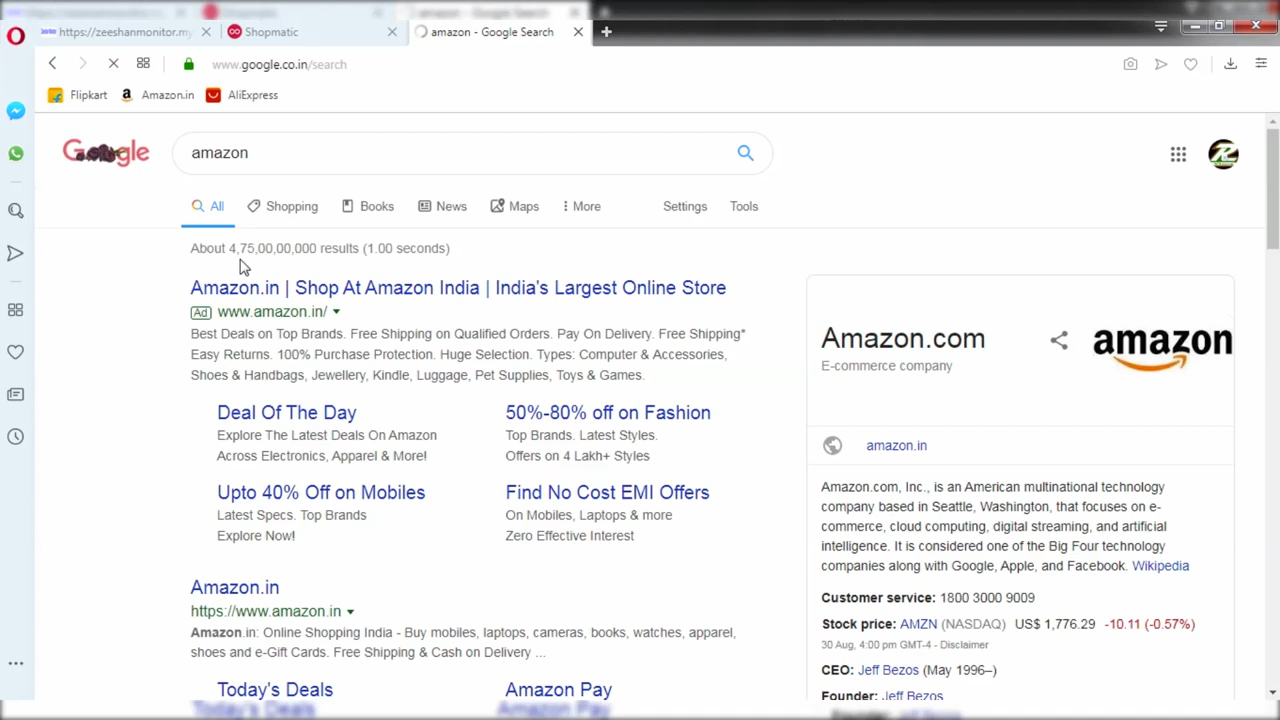 https://zeeshanmonitor.my
Shopmatic
amazon - Google Search
www.google.co.in/search
Flipkart
Amazon.in
AliExpress
Google
amazon
All
Shopping
Books
News
Maps
More
Settings
Tools
About 4,75,00,00,000 results (1.00 seconds)
Amazon.in | Shop At Amazon India | India's Largest Online Store
Ad www.amazon.in/
Best Deals on Top Brands. Free Shipping on Qualified Orders. Pay On Delivery. Free Shipping*
Easy Returns. 100% Purchase Protection. Huge Selection. Types: Computer & Accessories,
Shoes & Handbags, Jewellery, Kindle, Luggage, Pet Supplies, Toys & Games.
Deal Of The Day
Explore The Latest Deals On Amazon
Across Electronics, Apparel & More!
50%-80% off on Fashion
Top Brands. Latest Styles.
Offers on 4 Lakh+ Styles
Upto 40% Off on Mobiles
Latest Specs. Top Brands
Explore Now!
Find No Cost EMI Offers
On Mobiles, Laptops & more
Zero Effective Interest
Amazon.in
https://www.amazon.in
Amazon.in: Online Shopping India - Buy mobiles, laptops, cameras, books, watches, apparel,
shoes and e-Gift Cards. Free Shipping & Cash on Delivery ...
Today's Deals
Amazon Pay
Amazon.com
E-commerce company
amazon
amazon.in
Amazon.com, Inc., is an American multinational technology
company based in Seattle, Washington, that focuses on e-
commerce, cloud computing, digital streaming, and artificial
intelligence. It is considered one of the Big Four technology
companies along with Google, Apple, and Facebook. Wikipedia
Customer service: 1800 3000 9009
Stock price: AMZN (NASDAQ) US$ 1,776.29 -10.11 (-0.57%)
30 Aug, 4:00 pm GMT-4 - Disclaimer
CEO: Jeff Bezos (May 1996–)
Founder: Jeff Bezos